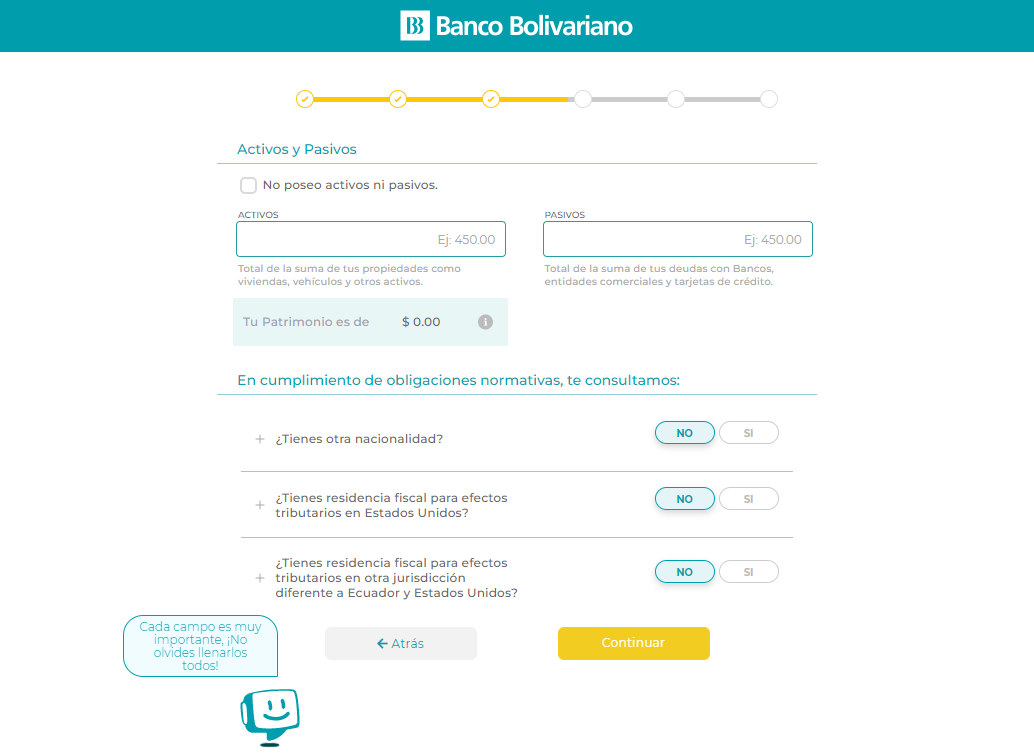 Banco Bolivariano
Activos y Pasivos
No poseo activos ni pasivos.
ACTIVOS
Ej: 450.00
Total de la suma de tus propiedades como
viviendas, vehículos y otros activos.
PASIVOS
Ej: 450.00
Total de la suma de tus deudas con Bancos,
entidades comerciales y tarjetas de crédito.
Tu Patrimonio es de $ 0.00
En cumplimiento de obligaciones normativas, te consultamos:
¿Tienes otra nacionalidad? NO SI
¿Tienes residencia fiscal para efectos
tributarios en Estados Unidos? NO SI
¿Tienes residencia fiscal para efectos
tributarios en otra jurisdicción
diferente a Ecuador y Estados Unidos? NO SI
Cada campo es muy
importante, ¡No
olvides llenarlos
todos!
Atrás
Continuar